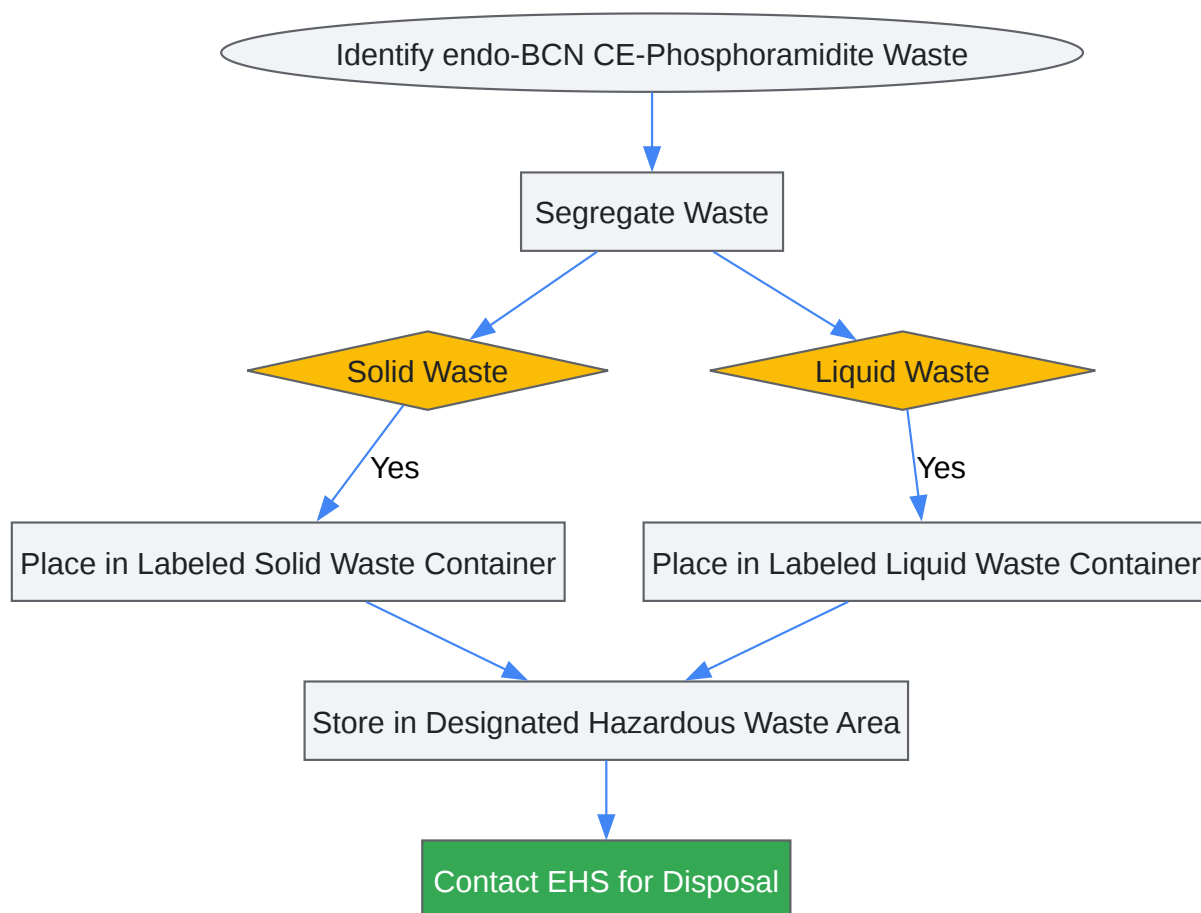 Identify endo-BCN CE-Phosphoramidite Waste
Segregate Waste
Solid Waste
Liquid Waste
Yes
Yes
Place in Labeled Solid Waste Container
Place in Labeled Liquid Waste Container
Store in Designated Hazardous Waste Area
Contact EHS for Disposal